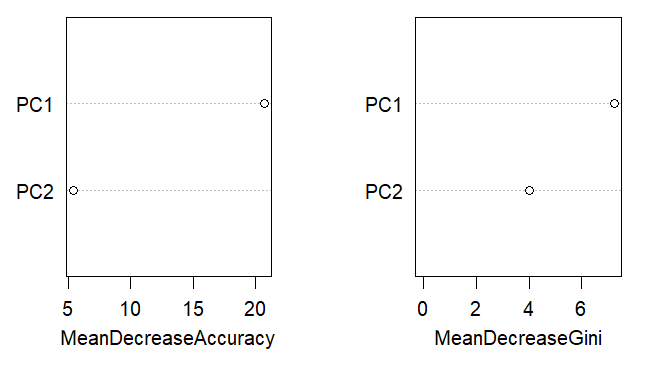 PC1
PC2
5 10 15 20
MeanDecreaseAccuracy
PC1
PC2
0 2 4 6
MeanDecreaseGini